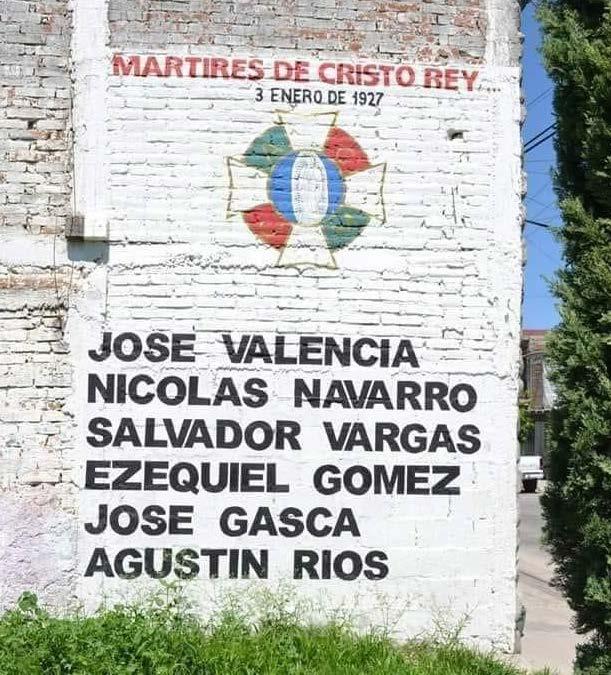 MARTIRES DE CRISTO REY...
3 ENERO DE 1927
JOSE VALENCIA
NICOLAS NAVARRO
SALVADOR VARGAS
EZEQUIEL GOMEZ
JOSE GASCA
AGUSTIN RIOS